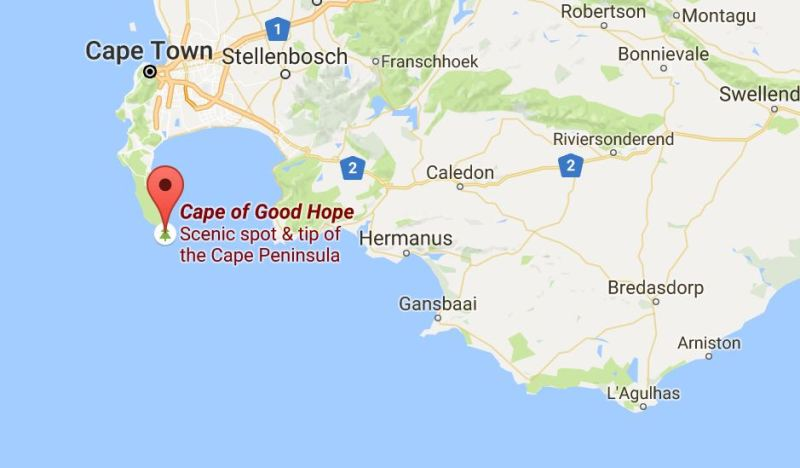 Robertson
Montagu
1
Cape Town
Stellenbosch
Franschhoek
Bonnievale
Swellend
Riviersonderend
2
2
Caledon
Cape of Good Hope
Scenic spot & tip of
the Cape Peninsula
Hermanus
Gansbaai
Bredasdorp
Arniston
L'Agulhas